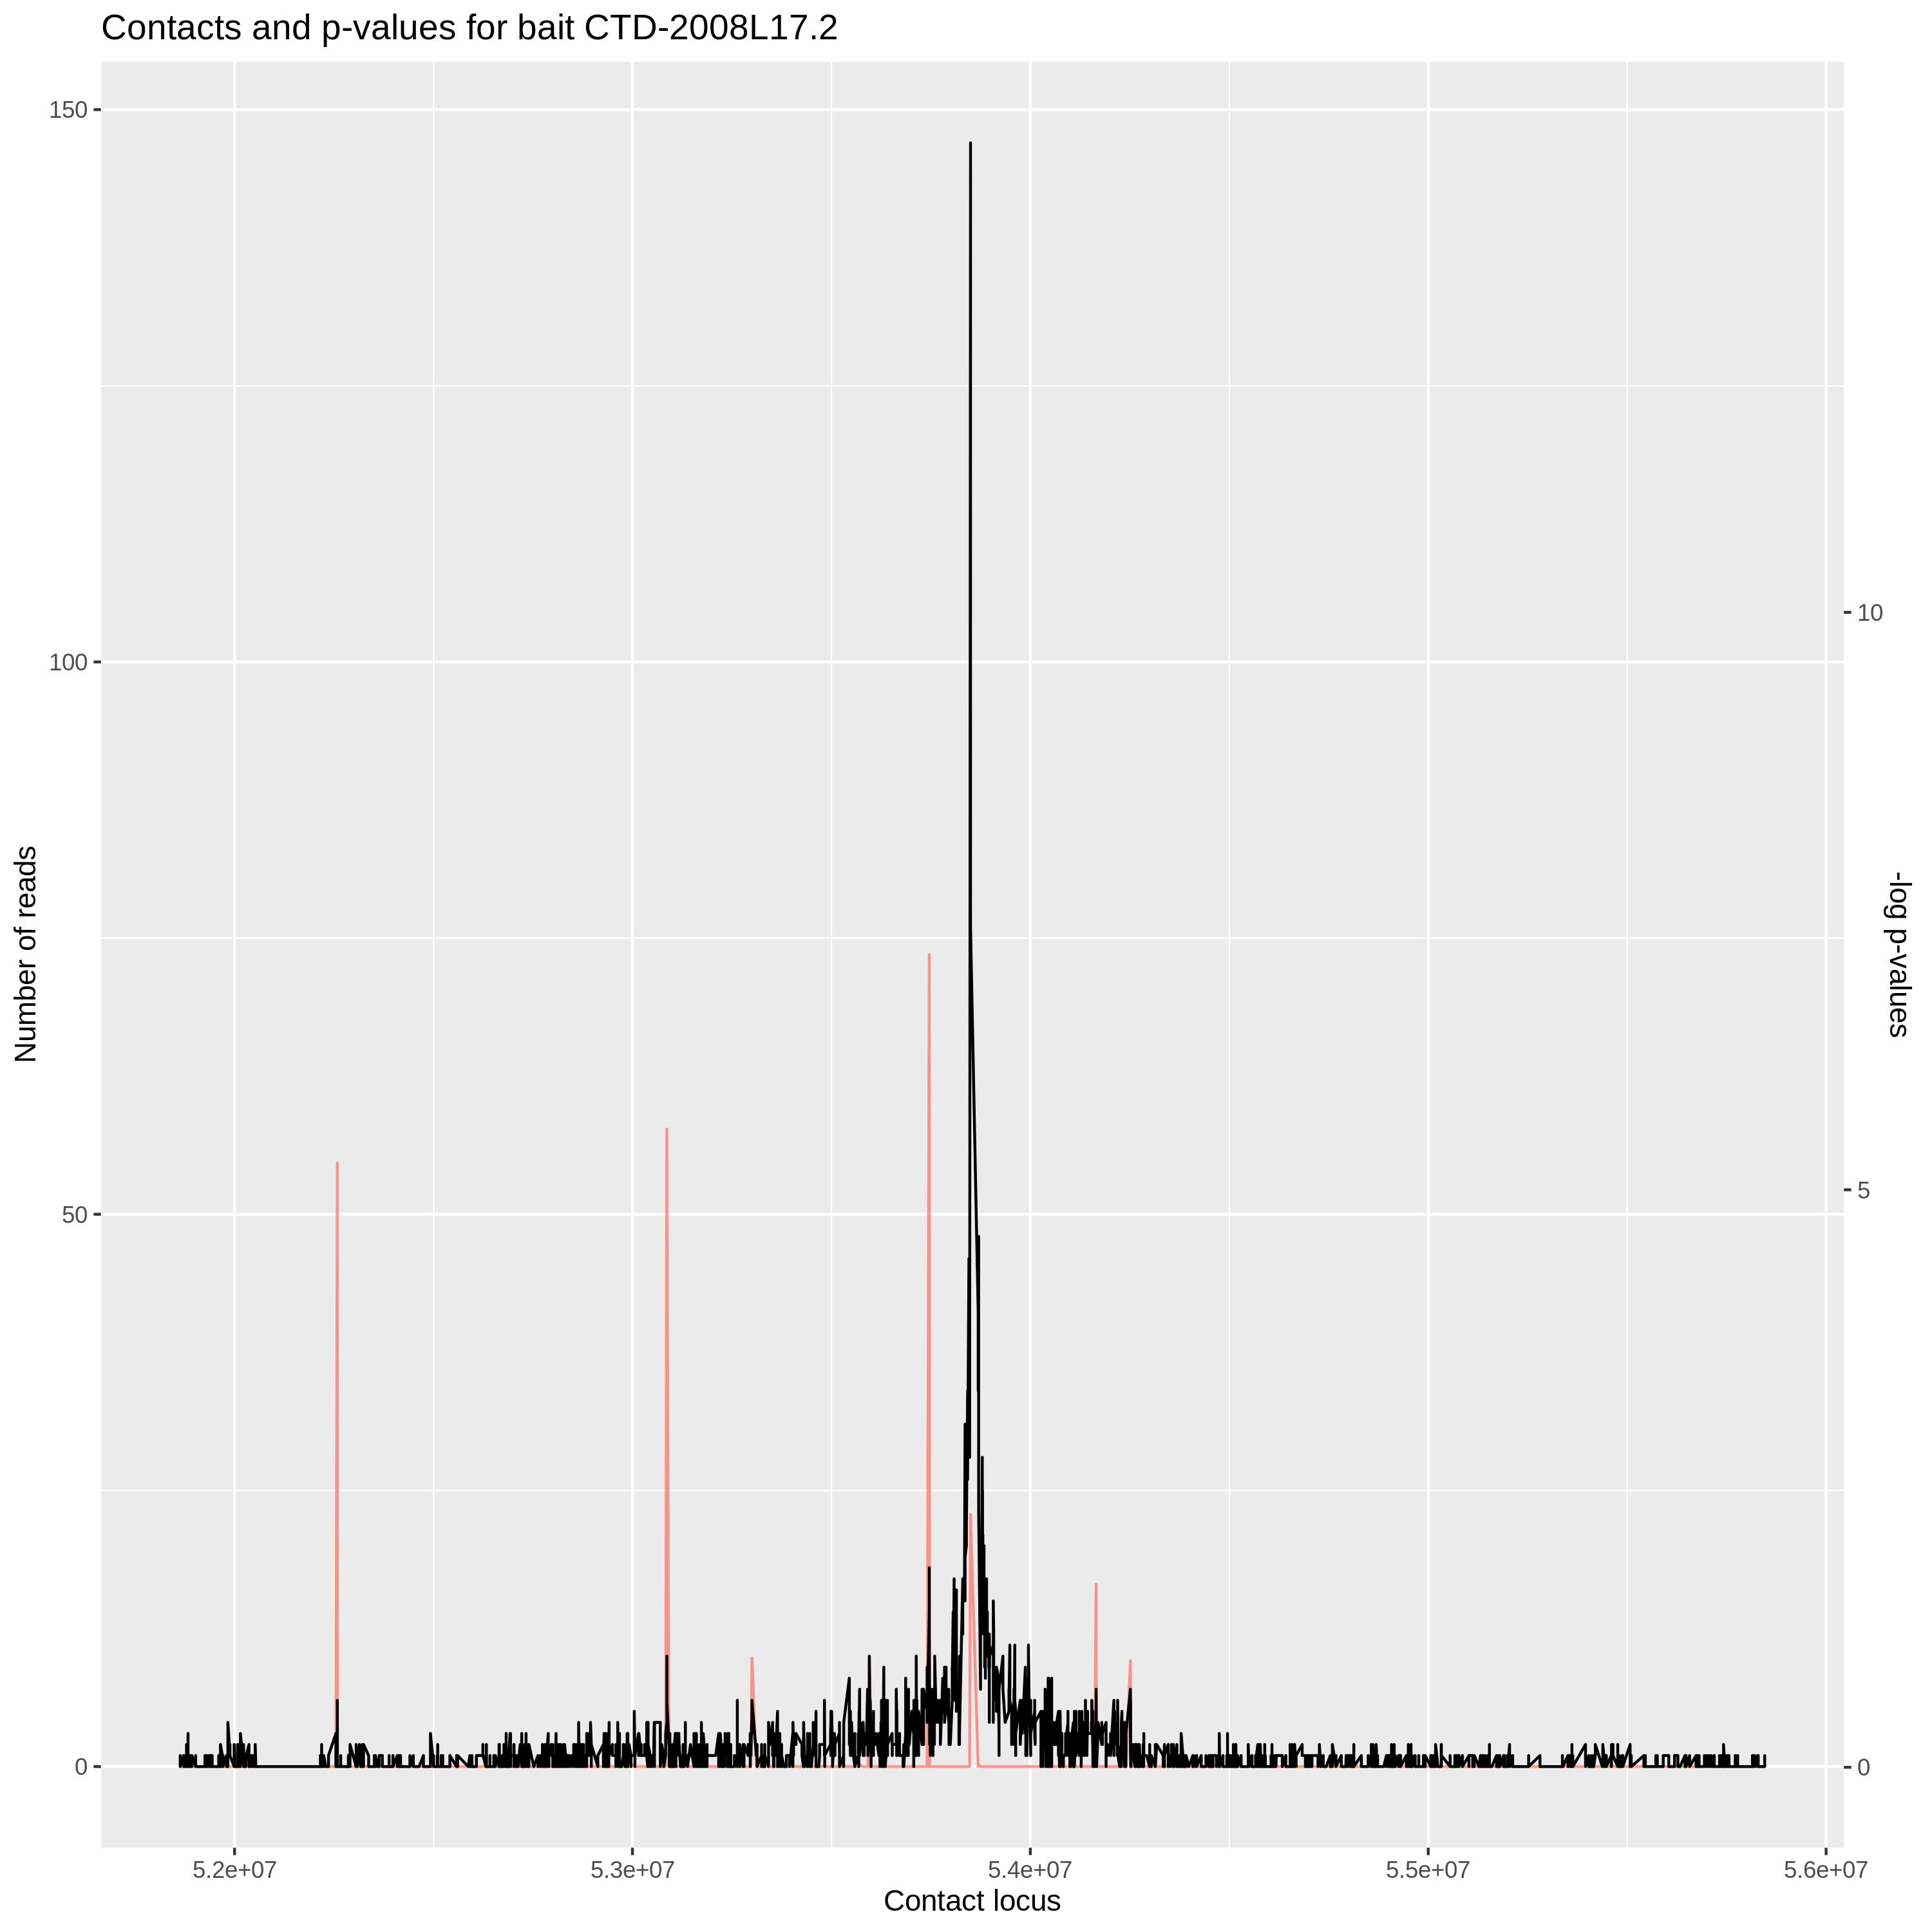 Contacts and p-values for bait CTD-2008L17.2
150
100
50
0
Number of reads
10
5
0
-log p-values
5.2e+07 5.3e+07 5.4e+07 5.5e+07 5.6e+07
Contact locus